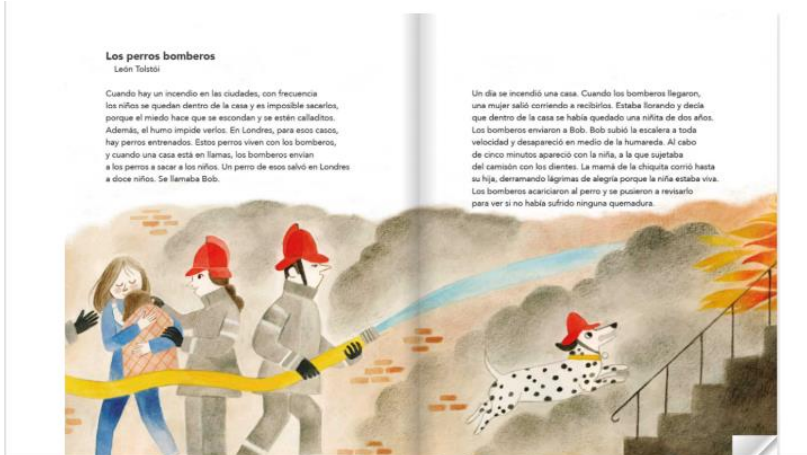 Los perros bomberos
León Tolstói
Cuando hay un incendio en las ciudades, con frecuencia
los niños se quedan dentro de la casa y es imposible sacarlos,
porque el miedo hace que se escondan y se estén calladitos.
Además, el humo impide verlos. En Londres, para esos casos,
hay perros entrenados. Estos perros viven con los bomberos,
y cuando una casa está en llamas, los bomberos envían
a los perros a sacar a los niños. Un perro de esos salvó en Londres
a doce niños. Se llamaba Bob.
Un día se incendió una casa. Cuando los bomberos llegaron,
una mujer salió corriendo a recibirlos. Estaba llorando y decía
que dentro de la casa se había quedado una niñita de dos años.
Los bomberos enviaron a Bob. Bob subió la escalera a toda
velocidad y desapareció en medio de la humareda. Al cabo
de cinco minutos apareció con la niña, a la que sujetaba
del camisón con los dientes. La mamá de la chiquita corrió hasta
su hija, derramando lágrimas de alegría porque la niña estaba viva.
Los bomberos acariciaron al perro y se pusieron a revisarlo
para ver si no había sufrido ninguna quemadura.